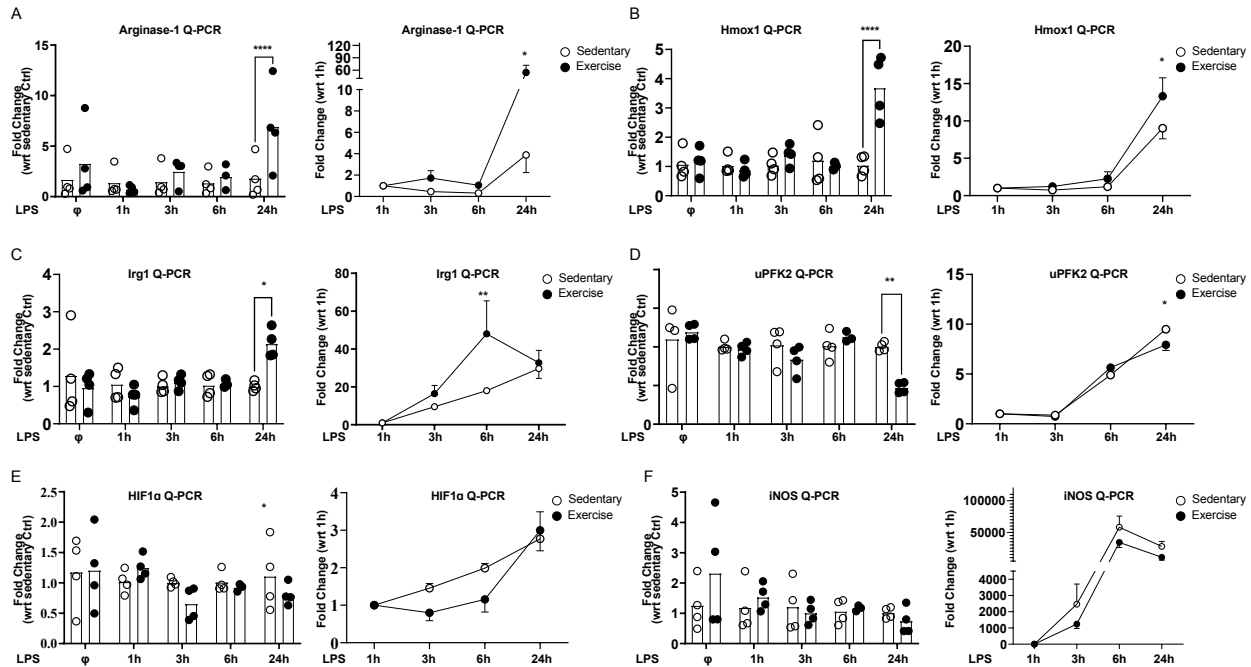 A
Arginase-1 Q-PCR
Fold Change
(wrt sedentary Ctrl)
15
10
5
0
****
LPS
φ
1h
3h
6h
24h
Arginase-1 Q-PCR
Fold Change (wrt 1h)
120
90
60
10
8
6
4
2
0
*
1h
3h
6h
24h
Sedentary
Exercise
B
Hmox1 Q-PCR
Fold Change
(wrt sedentary Ctrl)
5
4
3
2
1
0
****
LPS
φ
1h
3h
6h
24h
Hmox1 Q-PCR
Fold Change (wrt 1h)
20
15
10
5
0
*
1h
3h
6h
24h
Sedentary
Exercise
C
Irg1 Q-PCR
Fold Change
(wrt sedentary Ctrl)
4
3
2
1
0
*
LPS
φ
1h
3h
6h
24h
Irg1 Q-PCR
Fold Change (wrt 1h)
80
60
40
20
0
**
1h
3h
6h
24h
Sedentary
Exercise
D
uPFK2 Q-PCR
Fold Change
(wrt sedentary Ctrl)
**
LPS
φ
1h
3h
6h
24h
uPFK2 Q-PCR
Fold Change (wrt 1h)
15
10
5
0
*
1h
3h
6h
24h
Sedentary
Exercise
E
HIF1α Q-PCR
Fold Change
(wrt sedentary Ctrl)
2.5
2.0
1.5
1.0
0.5
0.0
*
LPS
φ
1h
3h
6h
24h
HIF1α Q-PCR
Fold Change (wrt 1h)
4
3
2
1
0
1h
3h
6h
24h
Sedentary
Exercise
F
iNOS Q-PCR
Fold Change
(wrt sedentary Ctrl)
5
4
3
2
1
0
LPS
φ
1h
3h
6h
24h
iNOS Q-PCR
Fold Change (wrt 1h)
100000
50000
4000
3000
2000
1000
0
1h
3h
6h
24h
Sedentary
Exercise